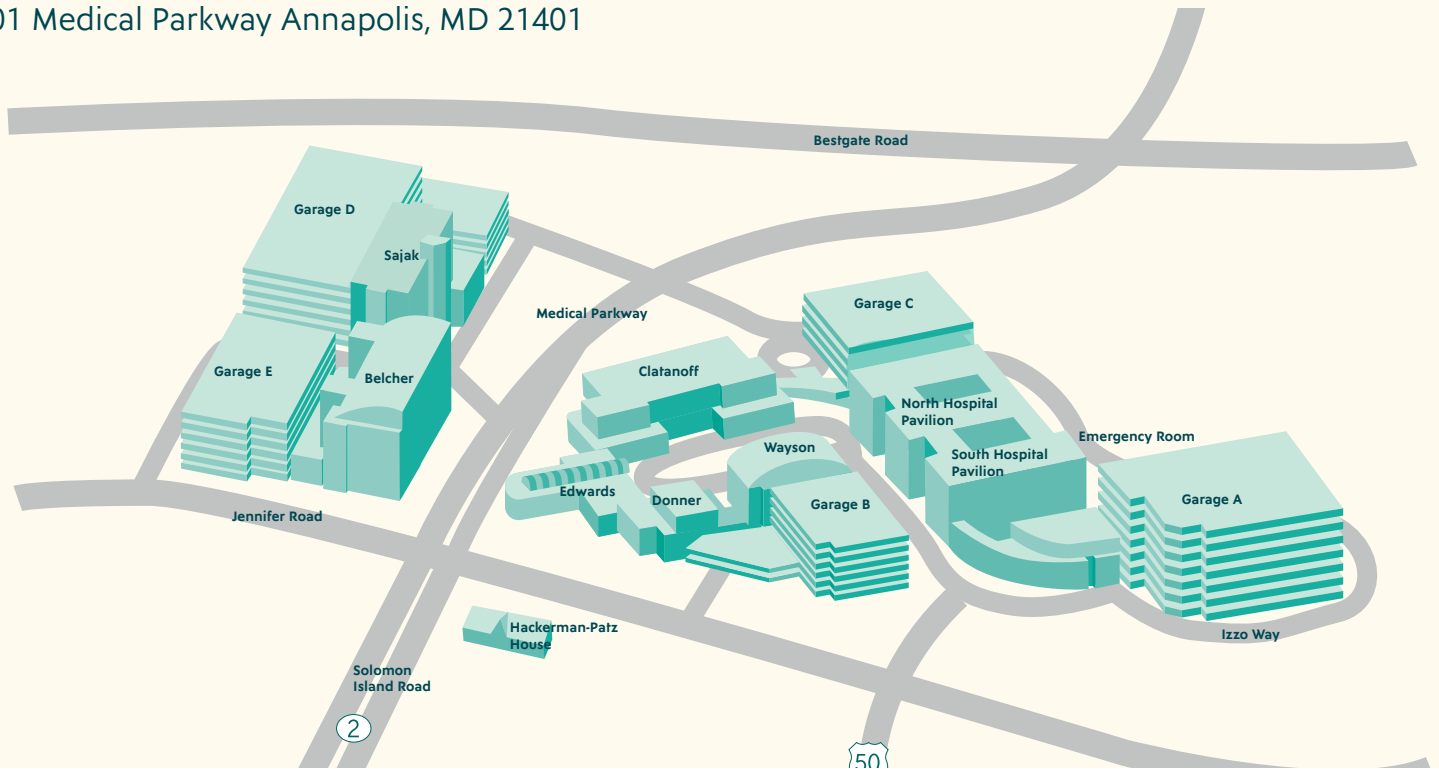 01 Medical Parkway Annapolis, MD 21401
Bestgate Road
Garage D
Sajak
Medical Parkway
Garage C
Garage E
Belcher
Clatanoff
North Hospital
Pavilion
Emergency Room
South Hospital
Pavilion
Wayson
Edwards
Donner
Garage B
Garage A
Jennifer Road
Hackerman-Patz
House
Izzo Way
Solomon
Island Road
2
50